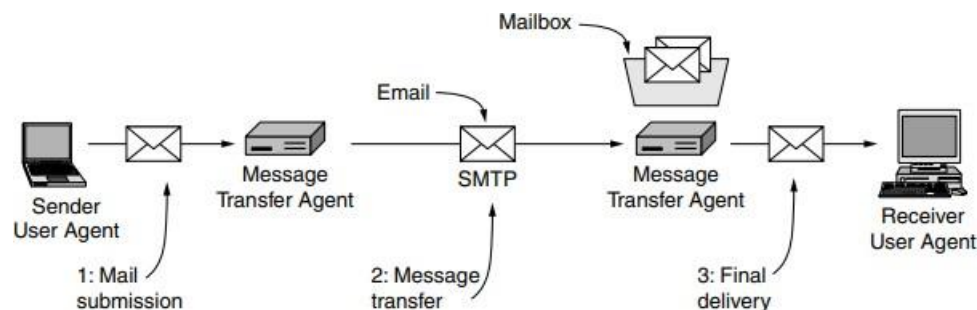 Mailbox
Email
SMTP
Sender
User Agent
Message
Transfer Agent
Message
Transfer Agent
Receiver
User Agent
1: Mail
submission
2: Message
transfer
3: Final
delivery